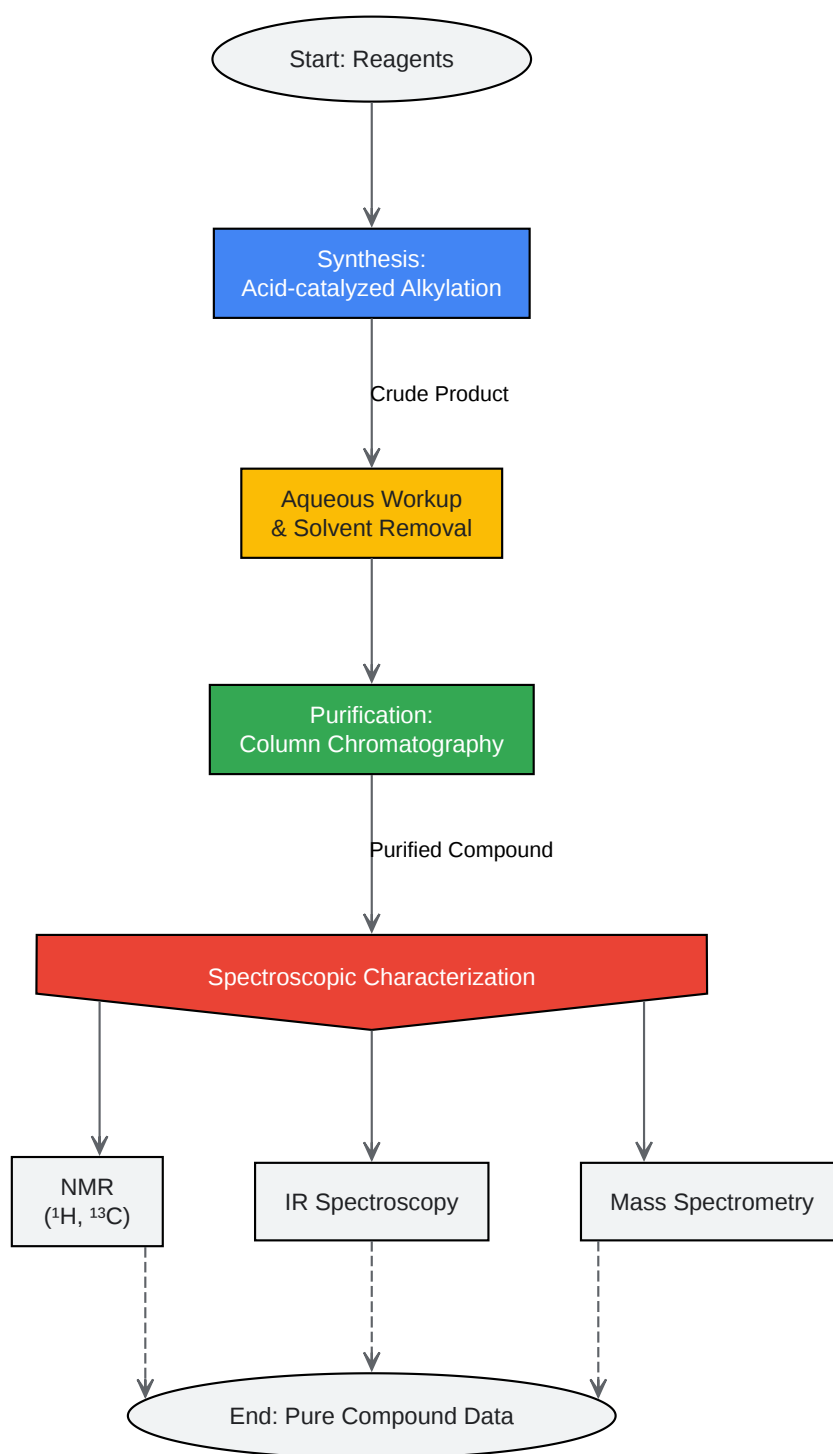 Start: Reagents
Synthesis:
Acid-catalyzed Alkylation
Crude Product
Aqueous Workup
& Solvent Removal
Purification:
Column Chromatography
Purified Compound
Spectroscopic Characterization
NMR
(¹H, ¹³C)
IR Spectroscopy
Mass Spectrometry
End: Pure Compound Data